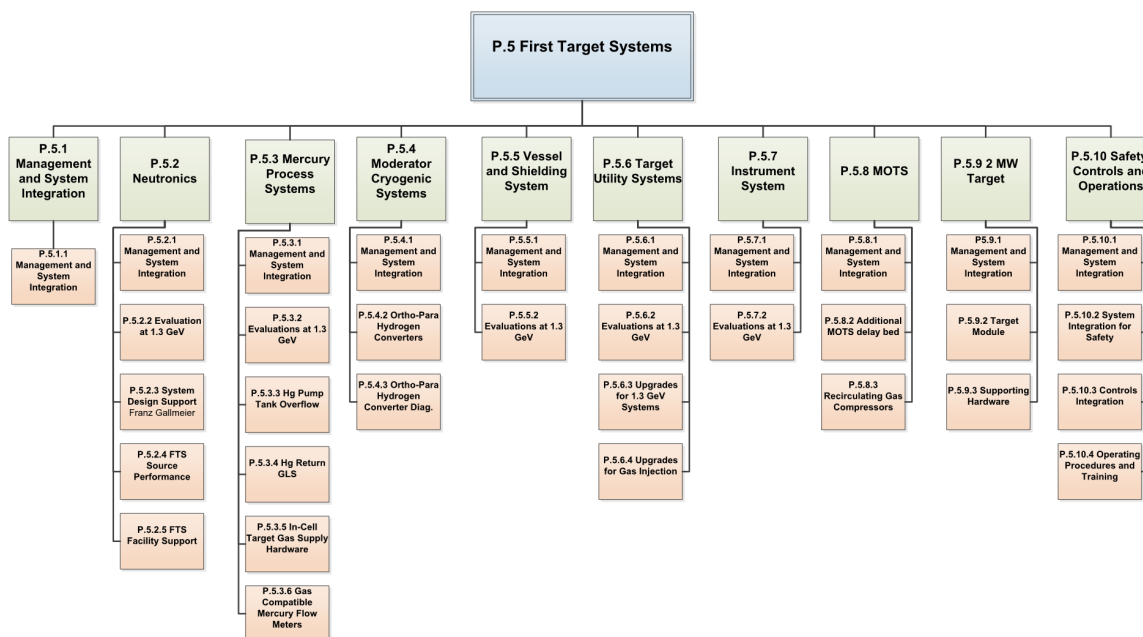 P.5 First Target Systems
P.5.1
Management
and System
Integration
P.5.2
Neutronics
P.5.3 Mercury
Process
Systems
P.5.4
Moderator
Cryogenic
Systems
P.5.5 Vessel
and Shielding
System
P.5.6 Target
Utility Systems
P.5.7
Instrument
System
P.5.8 MOTS
P.5.9 2 MW
Target
P.5.10 Safety
Controls and
Operations
P.5.1.1
Management and
System
Integration
P.5.2.1
Management and
System
Integration
P.5.2.2 Evaluation
at 1.3 GeV
P.5.2.3 System
Design Support
Franz Gallmeier
P.5.2.4 FTS
Source
Performance
P.5.2.5 FTS
Facility Support
P.5.3.1
Management and
System
Integration
P.5.3.2
Evaluations at 1.3
GeV
P.5.3.3 Hg Pump
Tank Overflow
P.5.3.4 Hg Return
GLS
P.5.3.5 In-Cell
Target Gas Supply
Hardware
P.5.3.6 Gas
Compatible
Mercury Flow
Meters
P.5.4.1
Management and
System
Integration
P.5.4.2 Ortho-Para
Hydrogen
Converters
P.5.4.3 Ortho-Para
Hydrogen
Converter Diag.
P.5.5.1
Management and
System
Integration
P.5.5.2
Evaluations at 1.3
GeV
P.5.6.1
Management and
System
Integration
P.5.6.2
Evaluations at 1.3
GeV
P.5.6.3 Upgrades
for 1.3 GeV
Systems
P.5.6.4 Upgrades
for Gas Injection
P.5.7.1
Management and
System
Integration
P.5.7.2
Evaluations at 1.3
GeV
P.5.8.1
Management and
System
Integration
P.5.8.2 Additional
MOTS delay bed
P.5.8.3
Recirculating Gas
Compressors
P5.9.1
Management and
System
Integration
P.5.9.2 Target
Module
P.5.9.3 Supporting
Hardware
P.5.10.1
Management and
System
Integration
P.5.10.2 System
Integration for
Safety
P.5.10.3 Controls
Integration
P.5.10.4 Operating
Procedures and
Training